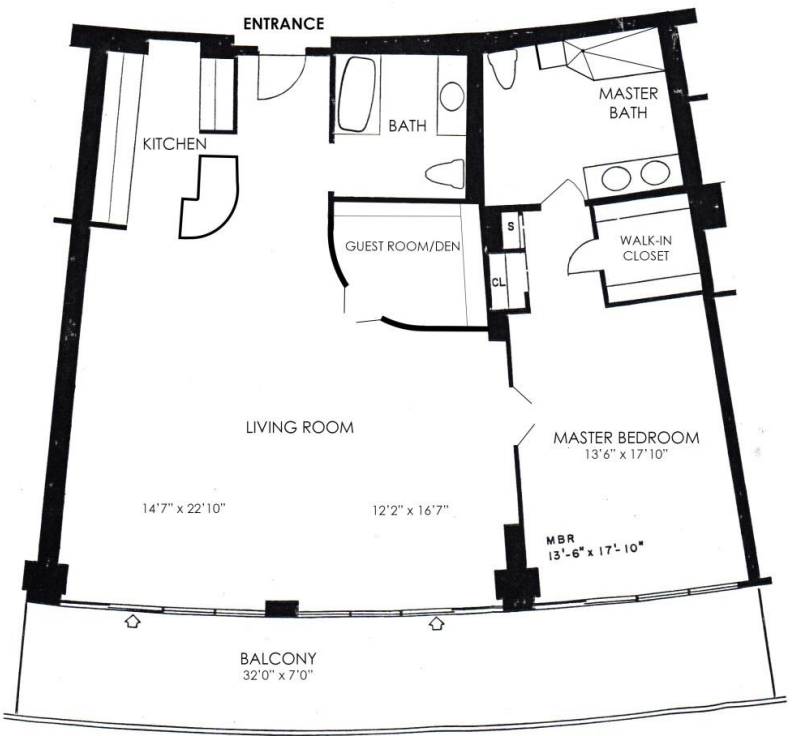 ENTRANCE
KITCHEN
BATH
MASTER
BATH
GUEST ROOM/DEN
S
CL
WALK-IN
CLOSET
LIVING ROOM
14'7" x 22'10"
12'2" x 16'7"
MASTER BEDROOM
13'6" x 17'10"
MBR
13'-6" x 17'-10"
BALCONY
32'0" x 7'0"